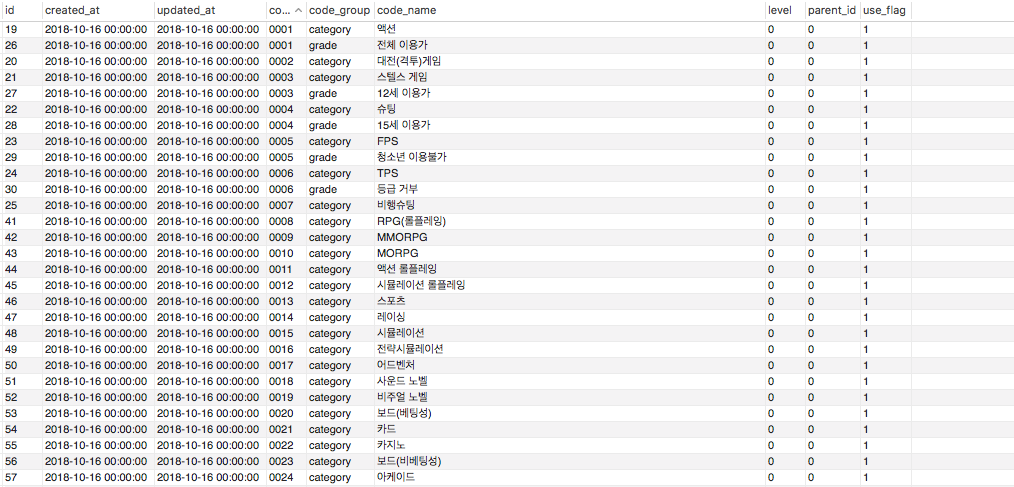 id created_at updated_at co... code_group code_name level parent_id use_flag
19 2018-10-16 00:00:00 2018-10-16 00:00:00 0001 category 액션 0 0 1
26 2018-10-16 00:00:00 2018-10-16 00:00:00 0001 grade 전체 이용가 0 0 1
20 2018-10-16 00:00:00 2018-10-16 00:00:00 0002 category 대전(격투)게임 0 0 1
21 2018-10-16 00:00:00 2018-10-16 00:00:00 0003 category 스텔스 게임 0 0 1
27 2018-10-16 00:00:00 2018-10-16 00:00:00 0003 grade 12세 이용가 0 0 1
22 2018-10-16 00:00:00 2018-10-16 00:00:00 0004 category 슈팅 0 0 1
28 2018-10-16 00:00:00 2018-10-16 00:00:00 0004 grade 15세 이용가 0 0 1
23 2018-10-16 00:00:00 2018-10-16 00:00:00 0005 category FPS 0 0 1
29 2018-10-16 00:00:00 2018-10-16 00:00:00 0005 grade 청소년 이용불가 0 0 1
24 2018-10-16 00:00:00 2018-10-16 00:00:00 0006 category TPS 0 0 1
30 2018-10-16 00:00:00 2018-10-16 00:00:00 0006 grade 등급 거부 0 0 1
25 2018-10-16 00:00:00 2018-10-16 00:00:00 0007 category 비행슈팅 0 0 1
41 2018-10-16 00:00:00 2018-10-16 00:00:00 0008 category RPG(롤플레잉) 0 0 1
42 2018-10-16 00:00:00 2018-10-16 00:00:00 0009 category MMORPG 0 0 1
43 2018-10-16 00:00:00 2018-10-16 00:00:00 0010 category MORPG 0 0 1
44 2018-10-16 00:00:00 2018-10-16 00:00:00 0011 category 액션 롤플레잉 0 0 1
45 2018-10-16 00:00:00 2018-10-16 00:00:00 0012 category 시뮬레이션 롤플레잉 0 0 1
46 2018-10-16 00:00:00 2018-10-16 00:00:00 0013 category 스포츠 0 0 1
47 2018-10-16 00:00:00 2018-10-16 00:00:00 0014 category 레이싱 0 0 1
48 2018-10-16 00:00:00 2018-10-16 00:00:00 0015 category 시뮬레이션 0 0 1
49 2018-10-16 00:00:00 2018-10-16 00:00:00 0016 category 전략시뮬레이션 0 0 1
50 2018-10-16 00:00:00 2018-10-16 00:00:00 0017 category 어드벤처 0 0 1
51 2018-10-16 00:00:00 2018-10-16 00:00:00 0018 category 사운드 노벨 0 0 1
52 2018-10-16 00:00:00 2018-10-16 00:00:00 0019 category 비주얼 노벨 0 0 1
53 2018-10-16 00:00:00 2018-10-16 00:00:00 0020 category 보드(베팅성) 0 0 1
54 2018-10-16 00:00:00 2018-10-16 00:00:00 0021 category 카드 0 0 1
55 2018-10-16 00:00:00 2018-10-16 00:00:00 0022 category 카지노 0 0 1
56 2018-10-16 00:00:00 2018-10-16 00:00:00 0023 category 보드(비베팅성) 0 0 1
57 2018-10-16 00:00:00 2018-10-16 00:00:00 0024 category 아케이드 0 0 1